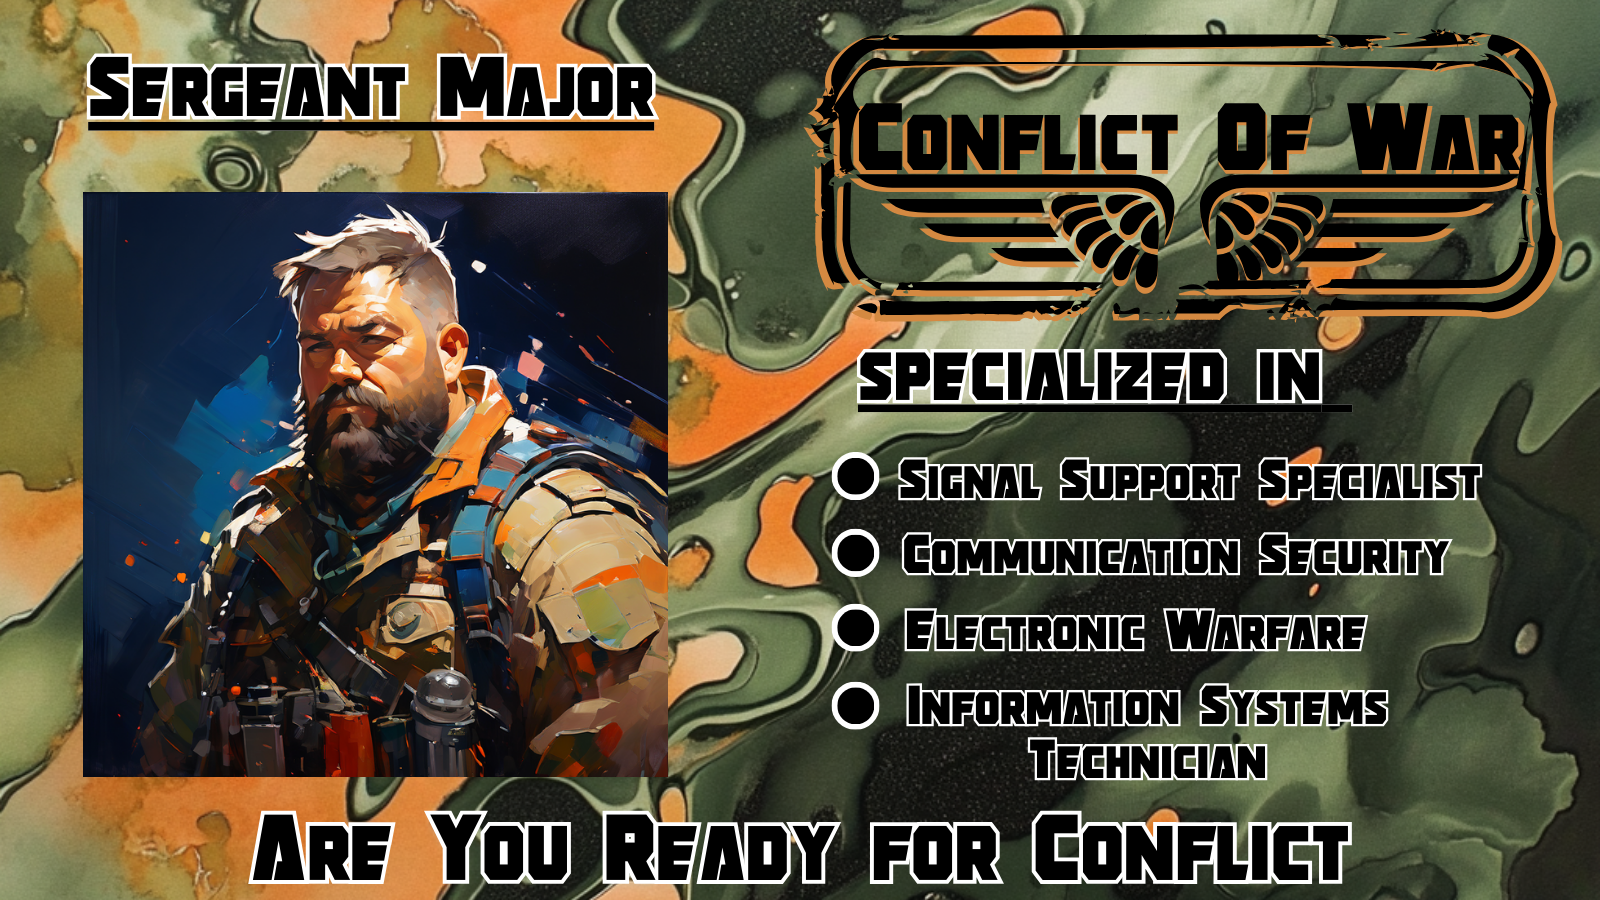 Sergeant Major
Conflict Of War
Specialized in
Signal Support Specialist
Communication Security
Electronic Warfare
Information Systems
Technician
Are You Ready for Conflict